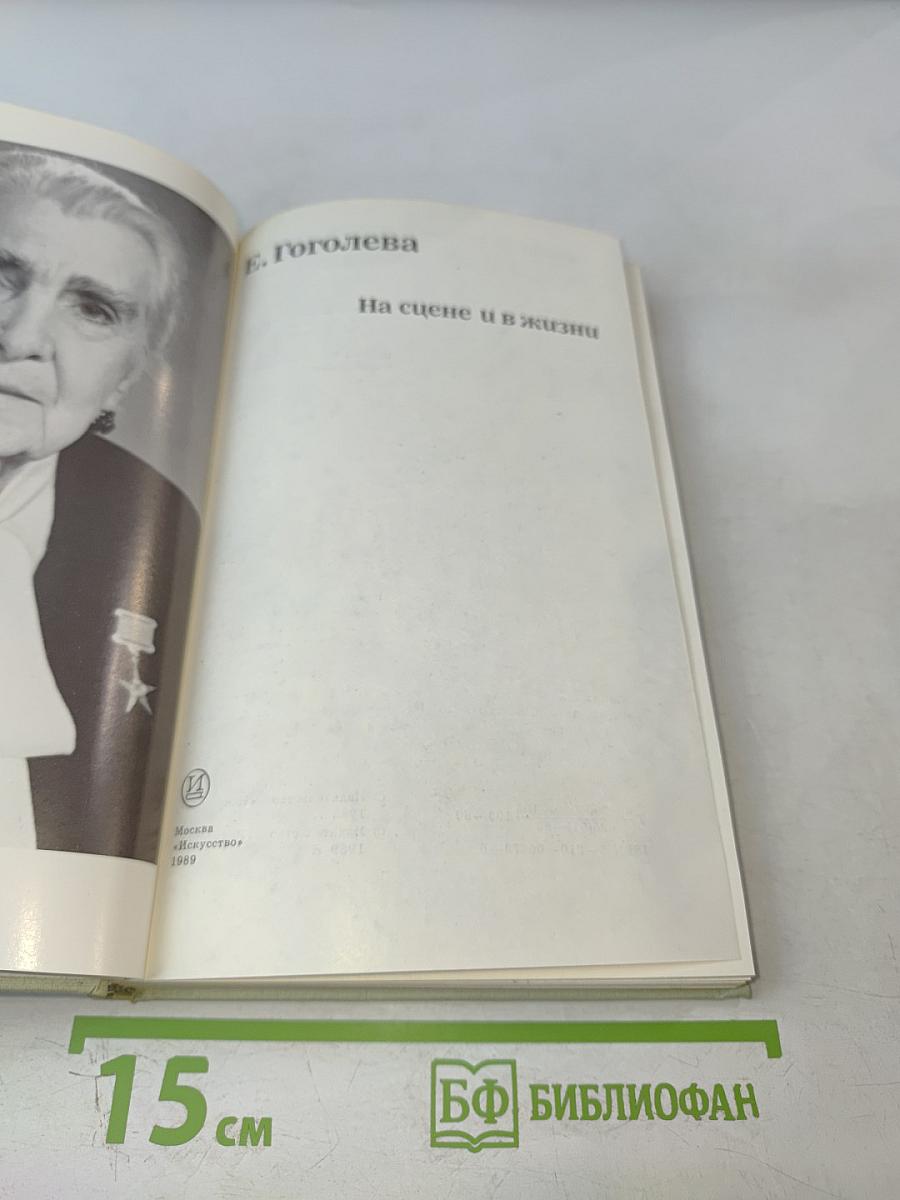 Е. Гоголева
На сцене и в жизни
И
Москва
«Искусство»
1989
15 см
БФ БИБЛИОФАН